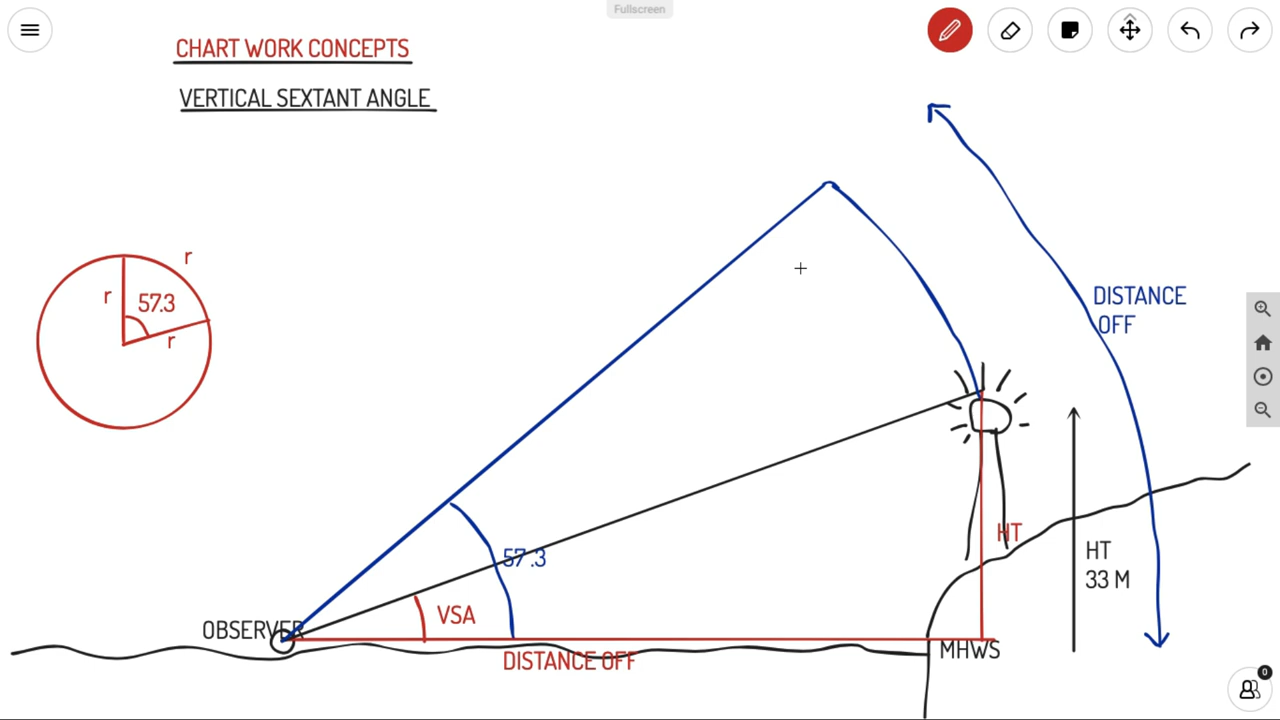 Fullscreen
CHART WORK CONCEPTS
VERTICAL SEXTANT ANGLE
r
r
57.3
r
DISTANCE
OFF
HT
HT
33 M
57.3
VSA
OBSERVER
DISTANCE OFF
MHWS
0